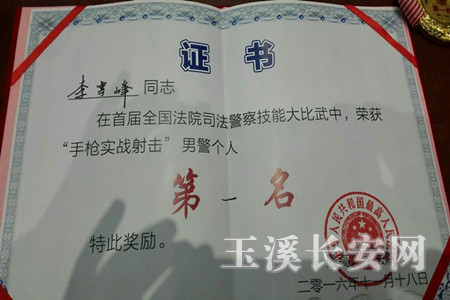 证书
李岩峰 同志
在首届全国法院司法警察技能大比武中，荣获
“手枪实战射击”男警个人
第一名
特此奖励。
二〇一六年十一月十八日
玉溪长安网